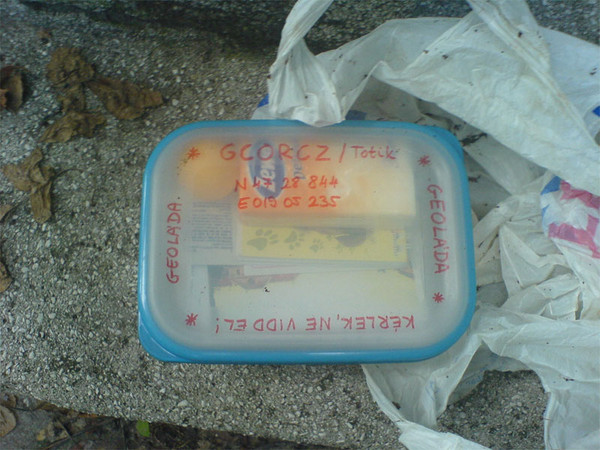 * GCORCZ / Totik *
N 47 28 844
E 019 05 235
GEOLÁDA.
GEOLÁDA
* KÉRLEK, NE VIDD EL! *